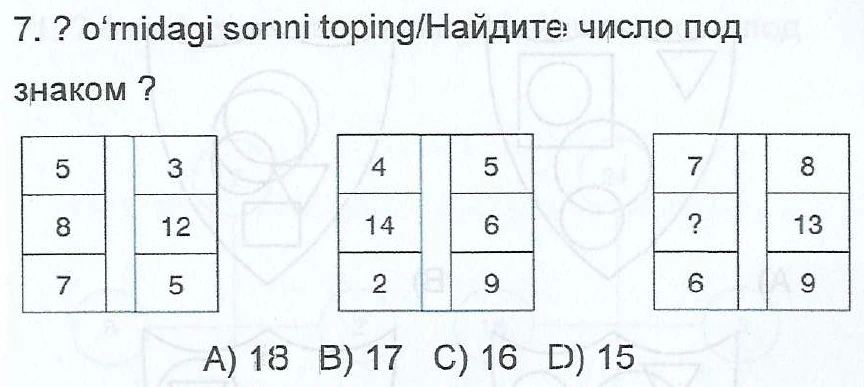 7. ? o‘rnidagi sonni toping/Найдите число под
знаком ?
5 3 4 5 7 8
8 12 14 6 ? 13
7 5 2 9 6 9
A) 18 B) 17 C) 16 D) 15